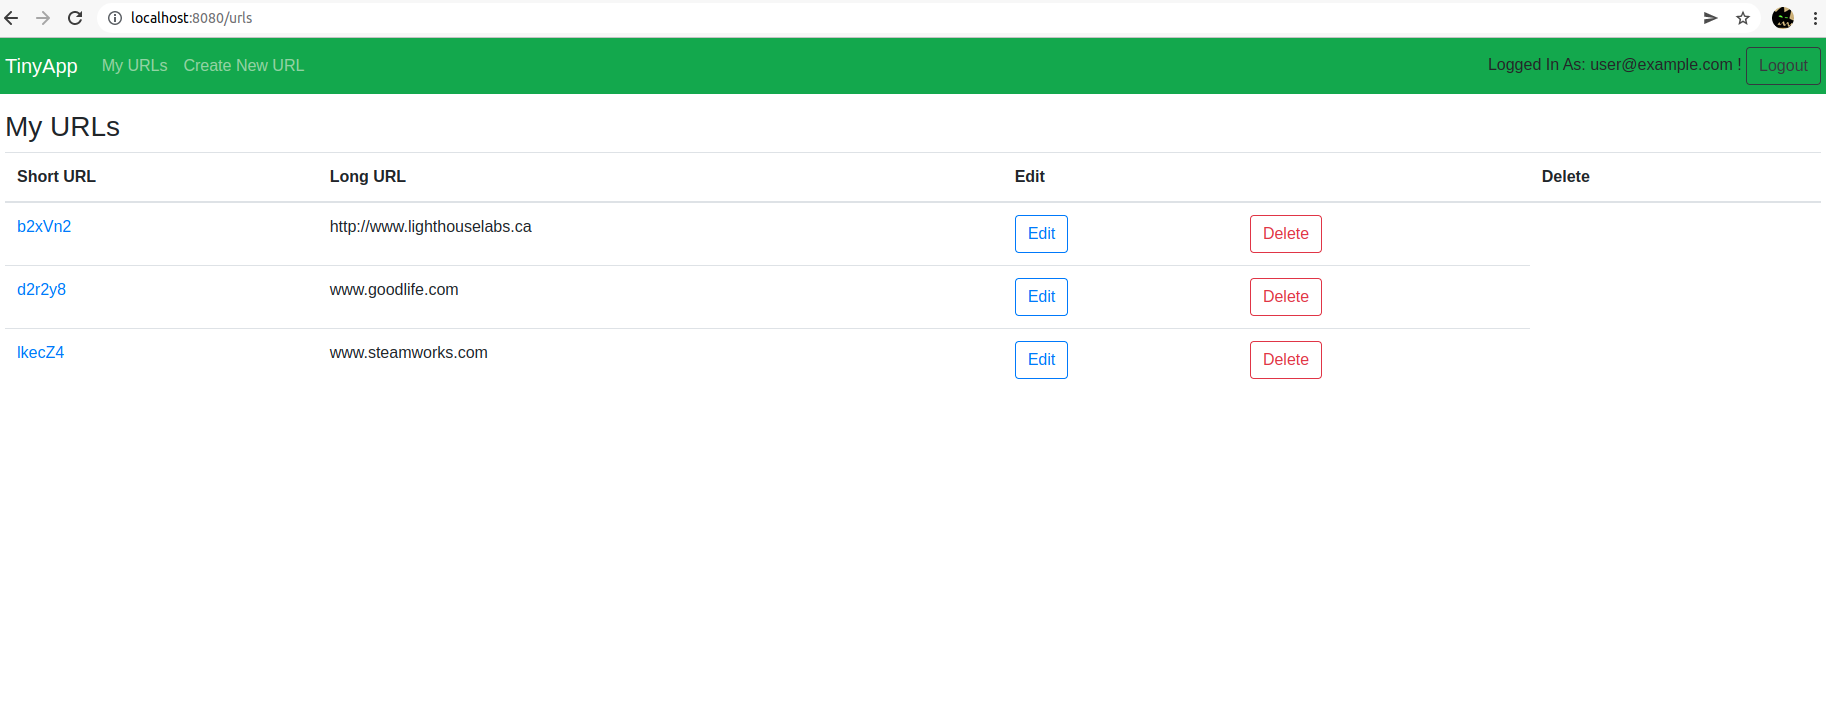 localhost:8080/urls
TinyApp My URLs Create New URL Logged In As: user@example.com ! Logout
My URLs
Short URL Long URL Edit Delete
b2xVn2 http://www.lighthouselabs.ca Edit Delete
d2r2y8 www.goodlife.com Edit Delete
lkecZ4 www.steamworks.com Edit Delete